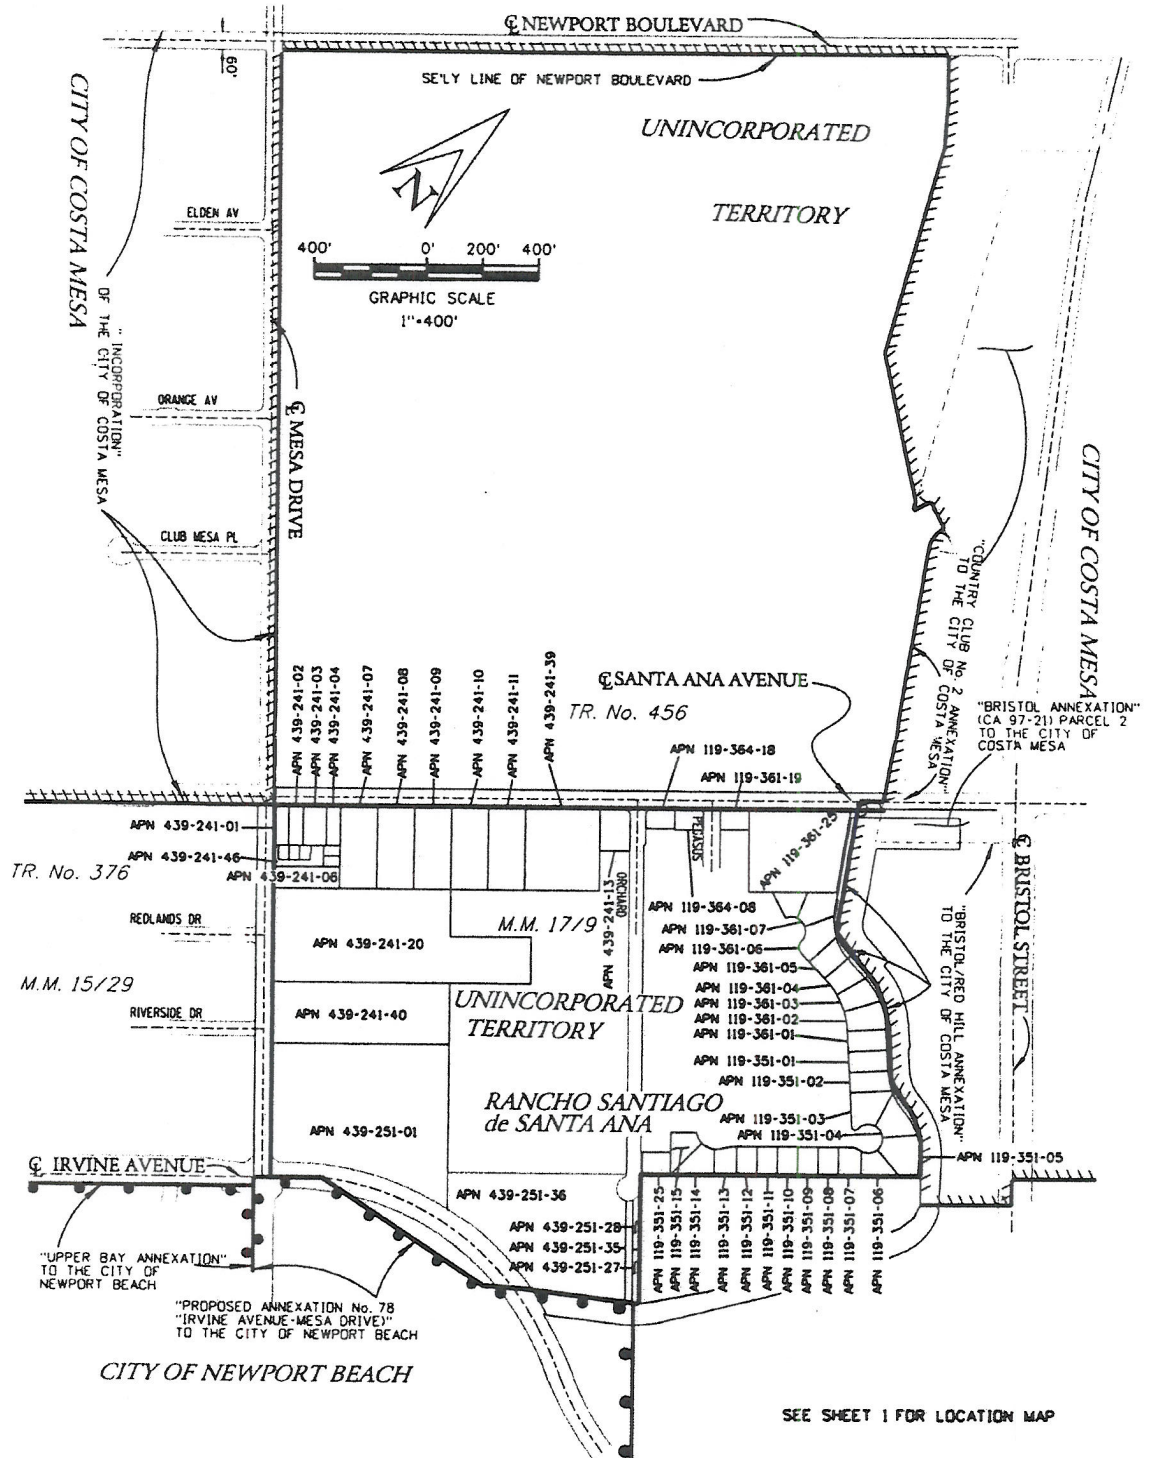 ℄ NEWPORT BOULEVARD
60'
SE'LY LINE OF NEWPORT BOULEVARD
UNINCORPORATED
TERRITORY
CITY OF COSTA MESA
N
ELDEN AV
400' 0' 200' 400'
GRAPHIC SCALE
1"=400'
"INCORPORATION"
OF THE CITY OF COSTA MESA
ORANGE AV
℄ MESA DRIVE
CLUB MESA PL
CITY OF COSTA MESA
"COUNTRY CLUB No. 2 ANNEXATION"
TO THE CITY OF COSTA MESA
APN 439-241-02
APN 439-241-03
APN 439-241-04
APN 439-241-07
APN 439-241-08
APN 439-241-09
APN 439-241-10
APN 439-241-11
APN 439-241-39
℄ SANTA ANA AVENUE
TR. No. 456
"BRISTOL ANNEXATION"
(CA 97-21) PARCEL 2
TO THE CITY OF
COSTA MESA
APN 119-364-18
APN 119-361-19
APN 439-241-01
APN 439-241-46
APN 439-241-06
TR. No. 376
PEGASUS
APN 119-361-25
℄ BRISTOL STREET
ORCHARD
APN 439-241-13
REDLANDS DR
M.M. 17/9
APN 119-364-08
APN 119-361-07
APN 439-241-20
APN 119-361-06
"BRISTOL/RED HILL ANNEXATION"
TO THE CITY OF COSTA MESA
APN 119-361-05
M.M. 15/29
APN 119-361-04
UNINCORPORATED
TERRITORY
APN 119-361-03
RIVERSIDE DR
APN 439-241-40
APN 119-361-02
APN 119-361-01
APN 119-351-01
APN 119-351-02
RANCHO SANTIAGO
de SANTA ANA
APN 119-351-03
APN 439-251-01
APN 119-351-04
APN 119-351-05
℄ IRVINE AVENUE
APN 439-251-36
APN 439-251-28
APN 439-251-35
APN 439-251-27
APN 119-351-25
APN 119-351-15
APN 119-351-14
APN 119-351-13
APN 119-351-12
APN 119-351-11
APN 119-351-10
APN 119-351-09
APN 119-351-08
APN 119-351-07
APN 119-351-06
"UPPER BAY ANNEXATION"
TO THE CITY OF
NEWPORT BEACH
"PROPOSED ANNEXATION No. 78
"IRVINE AVENUE-MESA DRIVE)"
TO THE CITY OF NEWPORT BEACH
CITY OF NEWPORT BEACH
SEE SHEET 1 FOR LOCATION MAP